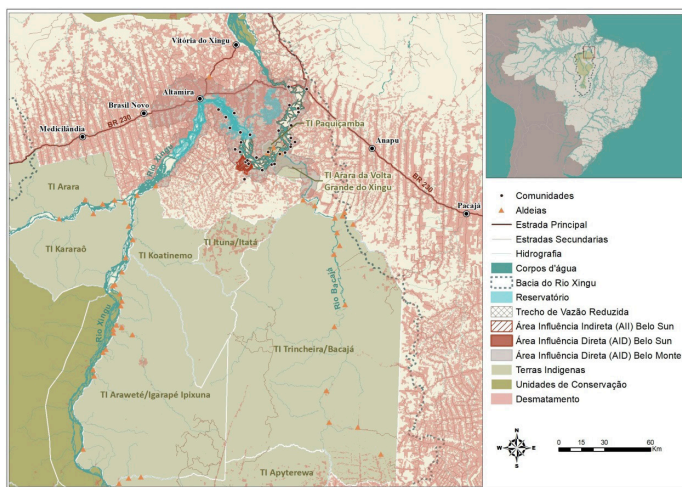 Vitória do Xingu
Altamira
Brasil Novo
Medicilândia
BR 230
TI Paquiçamba
Anapu
Rio Xingu
TI Arara
TI Arara da Volta
Grande do Xingu
BR 230
Pacajá
TI Kararaô
TI Koatinemo
TI Ituna/Itatá
Rio Bacajá
Rio Xingu
TI Trincheira/Bacajá
TI Araweté/Igarapé Ipixuna
TI Apyterewa
Comunidades
Aldeias
Estrada Principal
Estradas Secundarias
Hidrografia
Corpos d'água
Bacia do Rio Xingu
Reservatório
Trecho de Vazão Reduzida
Área Influência Indireta (AII) Belo Sun
Área Influência Direta (AID) Belo Sun
Área Influência Direta (AID) Belo Monte
Terras Indigenas
Unidades de Conservação
Desmatamento
N
W E
S
0 10 20 40 60
Km